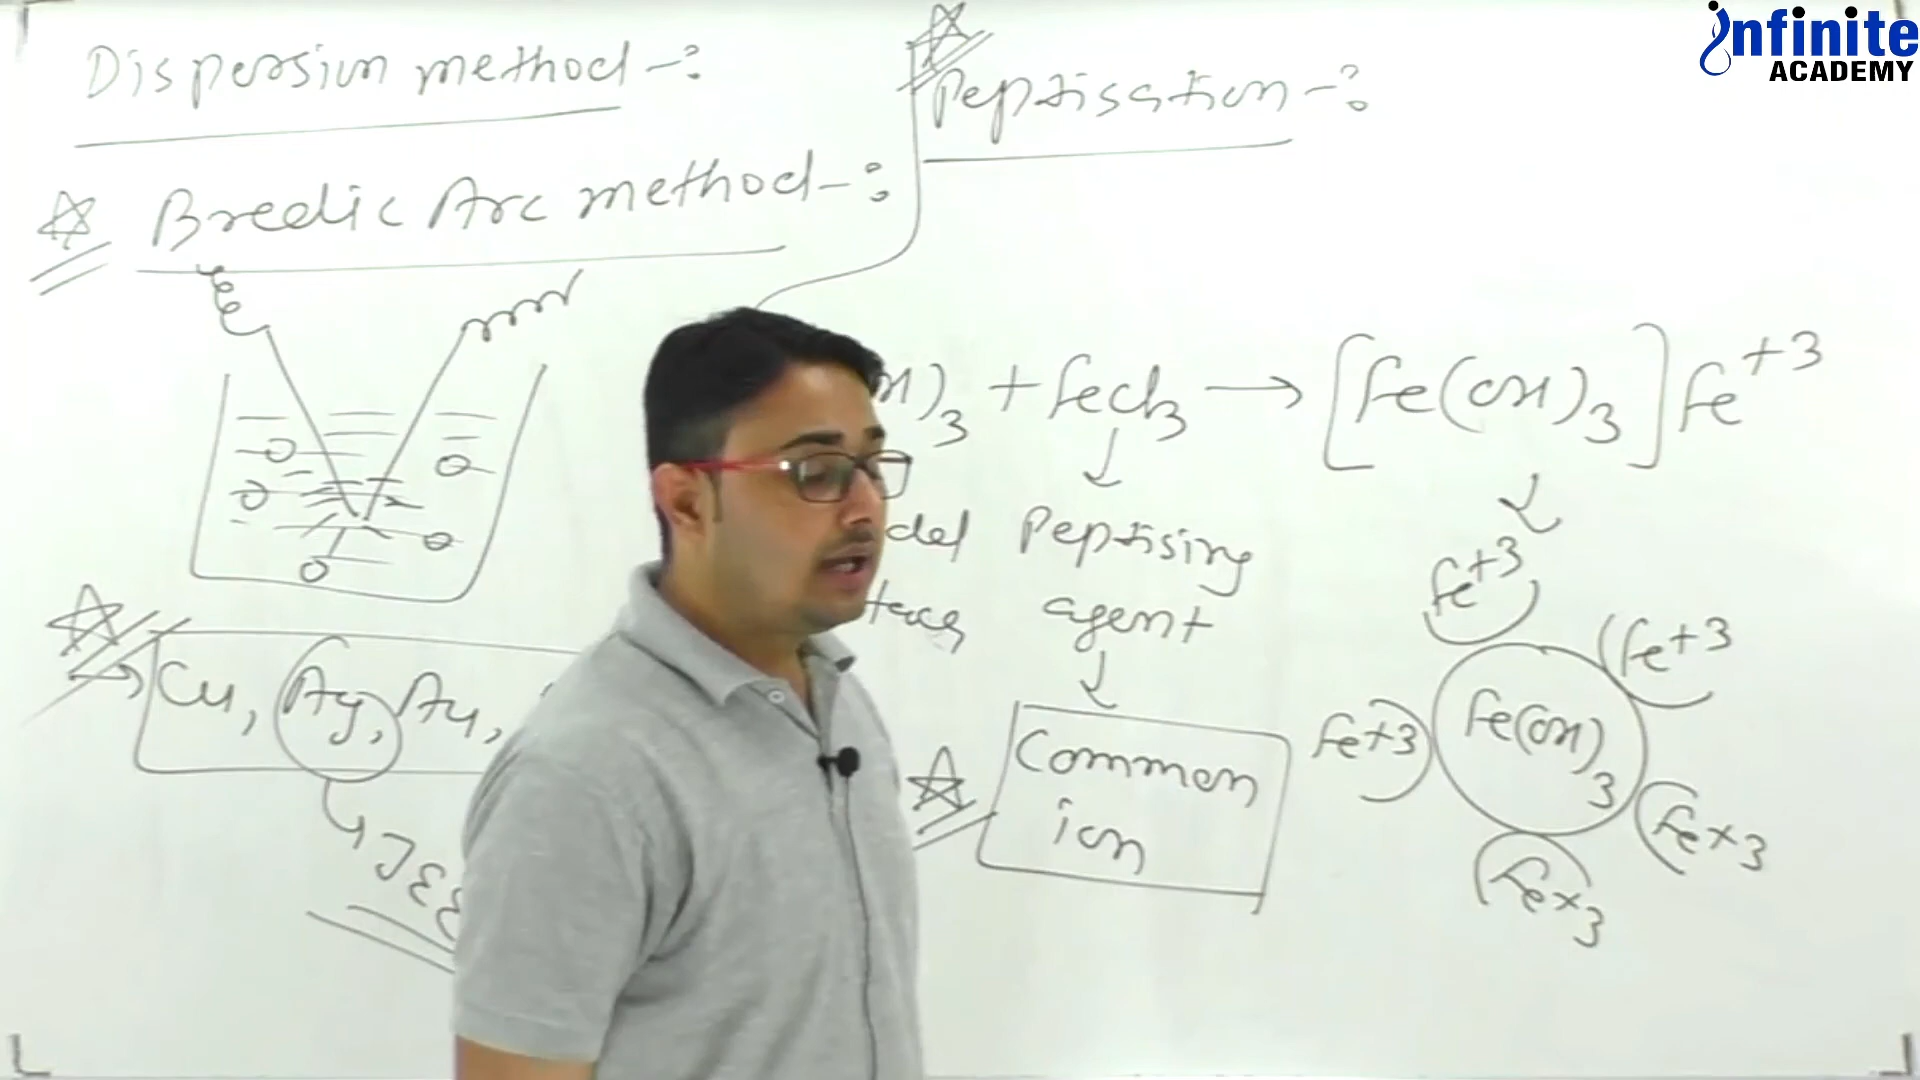 Dispersion method -:
Bredic Arc method -:
Cu, Ag, Au,
JEE
Peptisation -:
)3 + FeCl3 → [Fe(OH)3]Fe+3
Peptising
agent
Common
ion
Fe+3
Fe+3
Fe+3
Fe(OH)3
Fe+3
Fe+3
infinite
ACADEMY